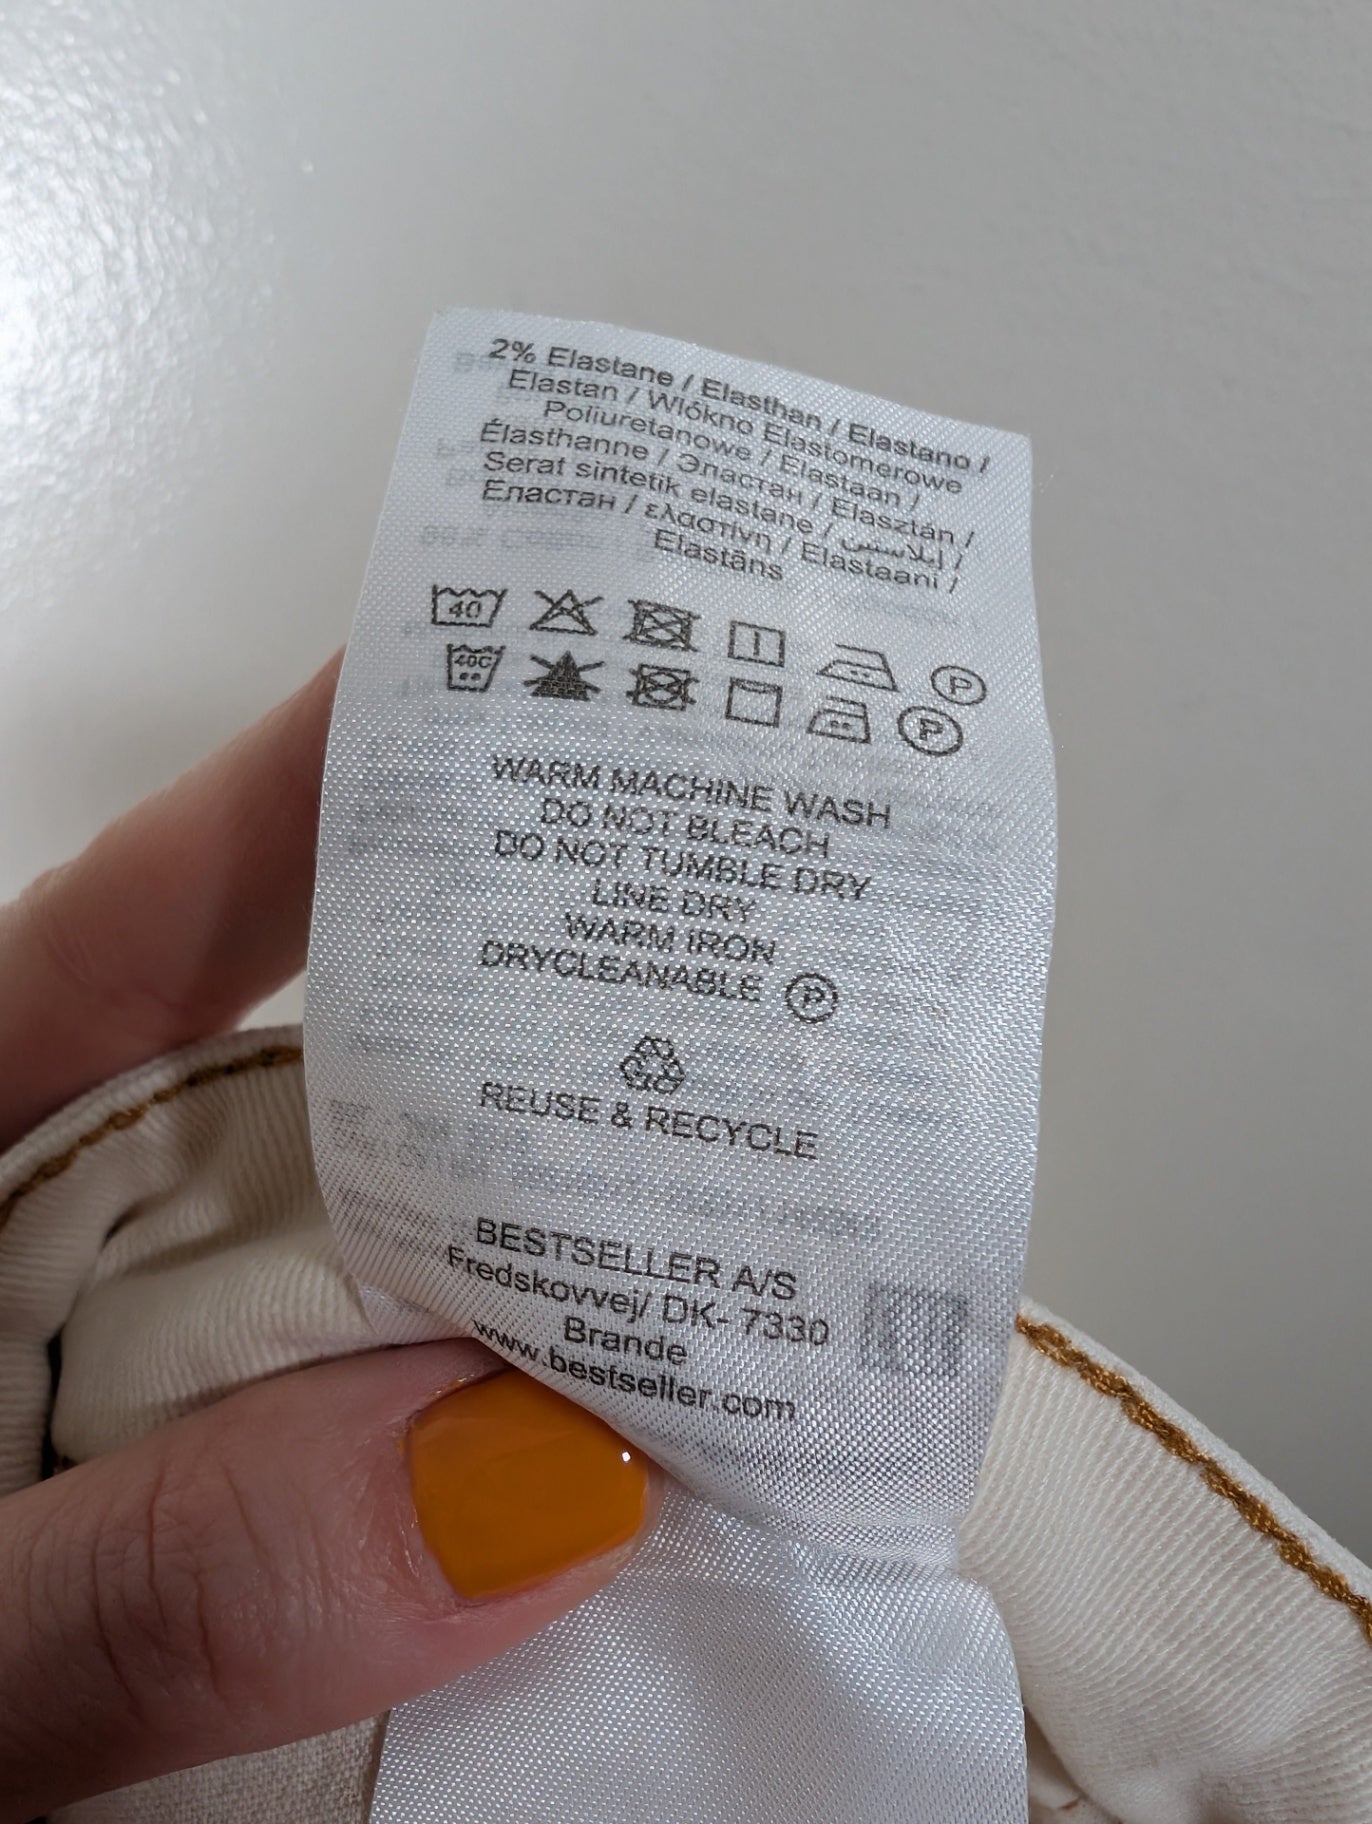 2% Elastane / Elasthan / Elastano /
Elastan / Włókno Elastomerowe
Poliuretanowe / Elastaan /
Élasthanne / Эластан / Elasztán /
Serat sintetik elastane / إيلاستين /
Еластан / ελαστίνη / Elastaani /
Elastāns
40
P
40C
P
WARM MACHINE WASH
DO NOT BLEACH
DO NOT TUMBLE DRY
LINE DRY
WARM IRON
DRYCLEANABLE P
REUSE & RECYCLE
BESTSELLER A/S
Fredskovvej/ DK- 7330
Brande
www.bestseller.com